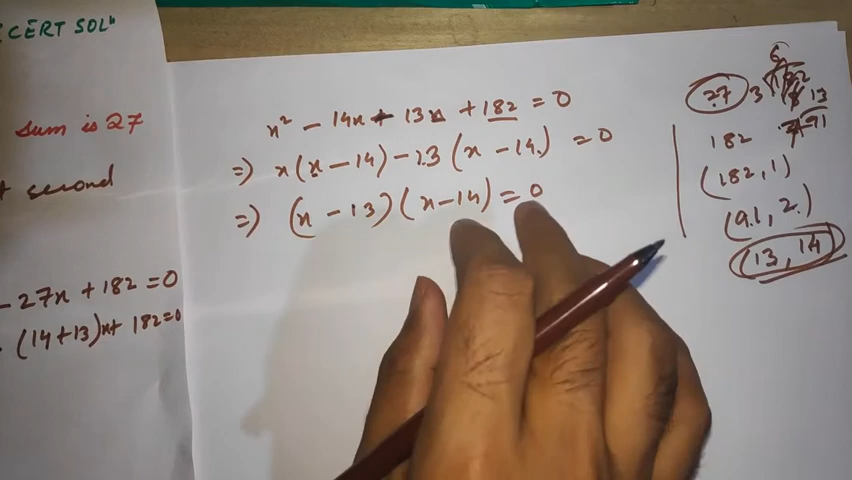 CERT SOLⁿ
sum is 27
second
- 27x + 182 = 0
(14+13)x + 182 = 0
x² - 14x - 13x + 182 = 0
=> x(x - 14) - 13(x - 14) = 0
=> (x - 13)(x - 14) = 0
27 3
13
91
182
(182, 1)
(91, 2)
(13, 14)